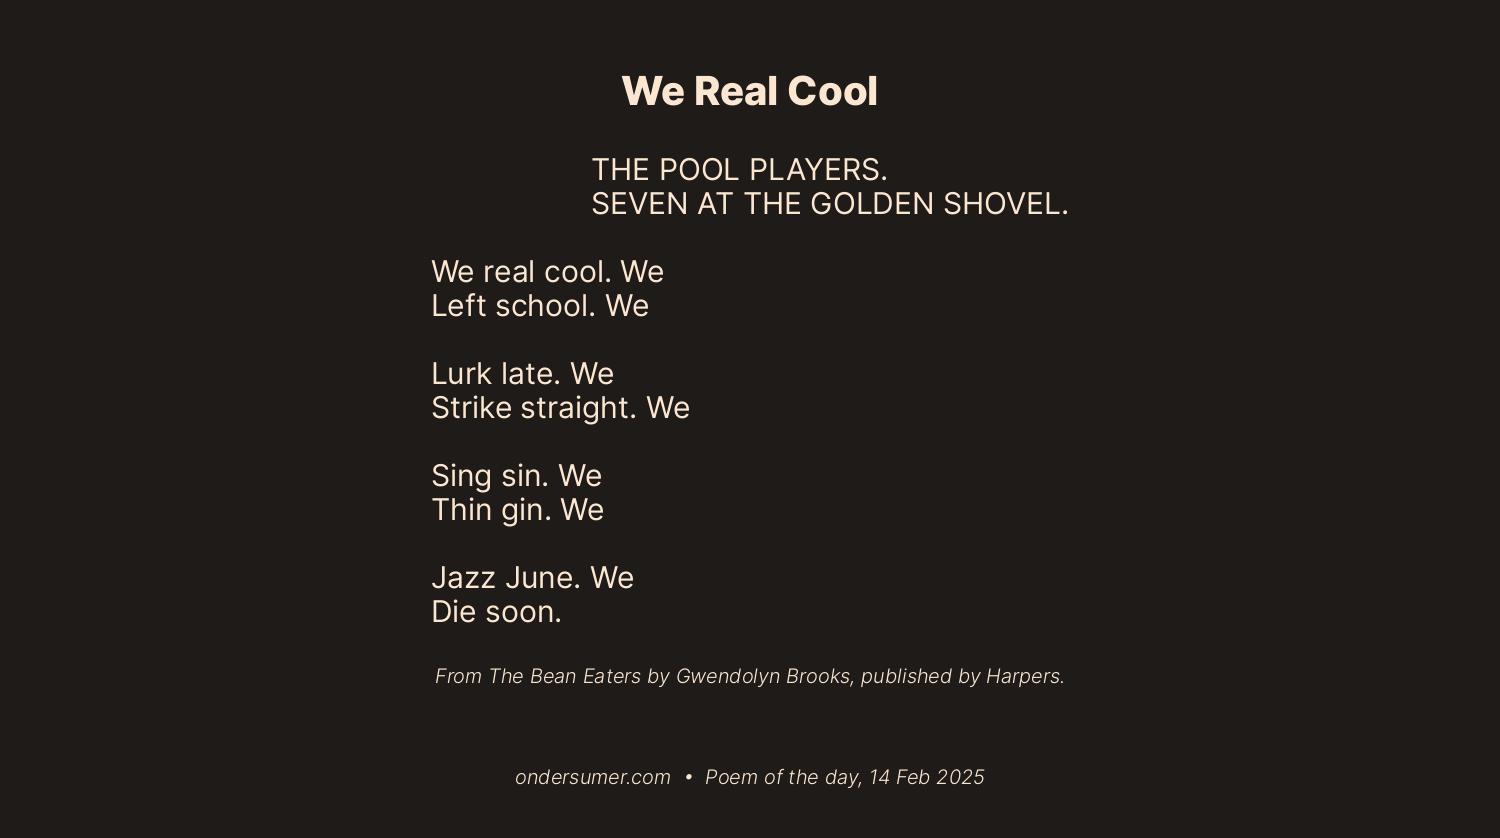 We Real Cool
THE POOL PLAYERS.
SEVEN AT THE GOLDEN SHOVEL.
We real cool. We
Left school. We
Lurk late. We
Strike straight. We
Sing sin. We
Thin gin. We
Jazz June. We
Die soon.
From The Bean Eaters by Gwendolyn Brooks, published by Harpers.
ondersumer.com • Poem of the day, 14 Feb 2025